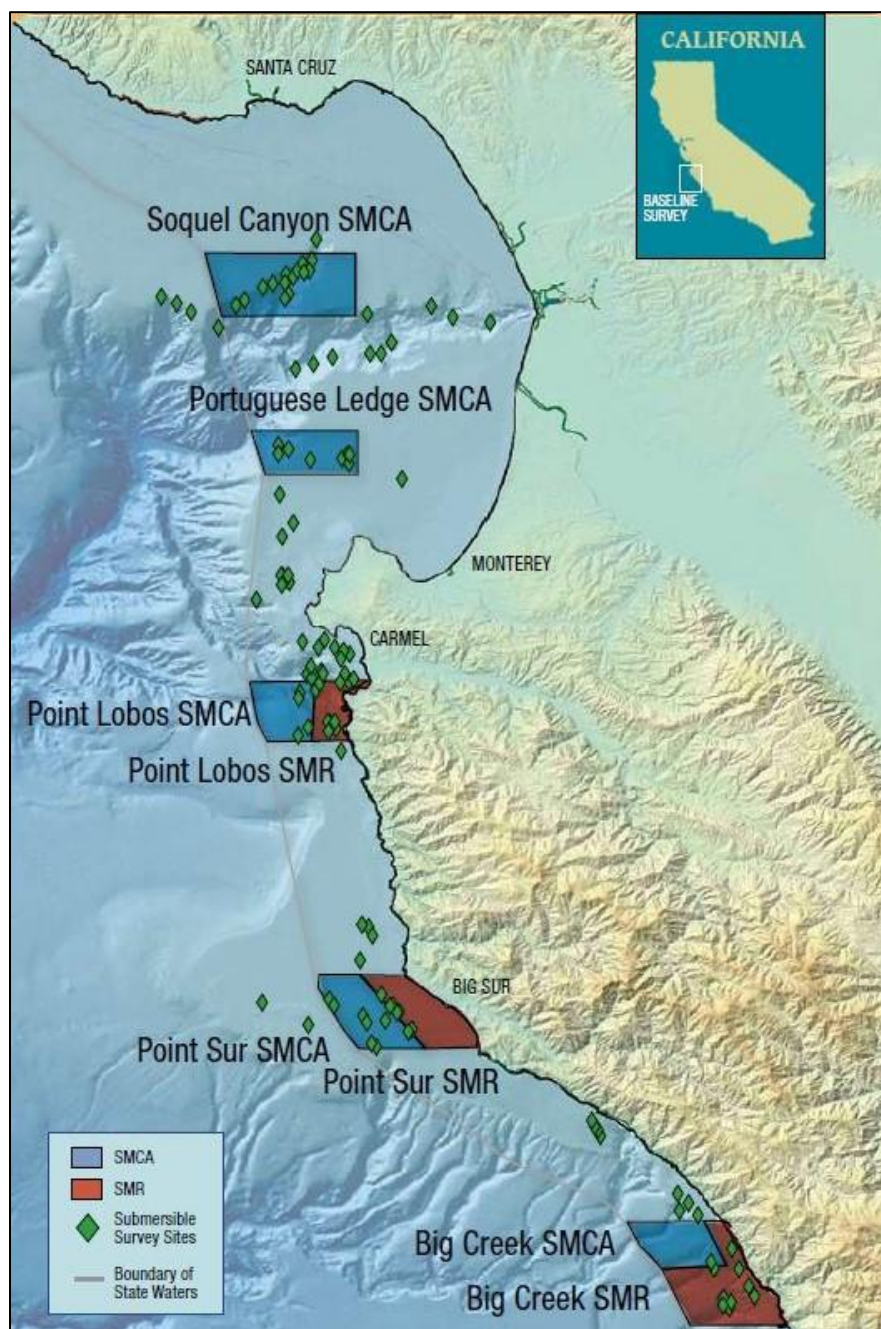 CALIFORNIA
BASELINE
SURVEY
SANTA CRUZ
Soquel Canyon SMCA
Portuguese Ledge SMCA
MONTEREY
CARMEL
Point Lobos SMCA
Point Lobos SMR
BIG SUR
Point Sur SMCA
Point Sur SMR
Big Creek SMCA
Big Creek SMR
SMCA
SMR
Submersible
Survey Sites
Boundary of
State Waters